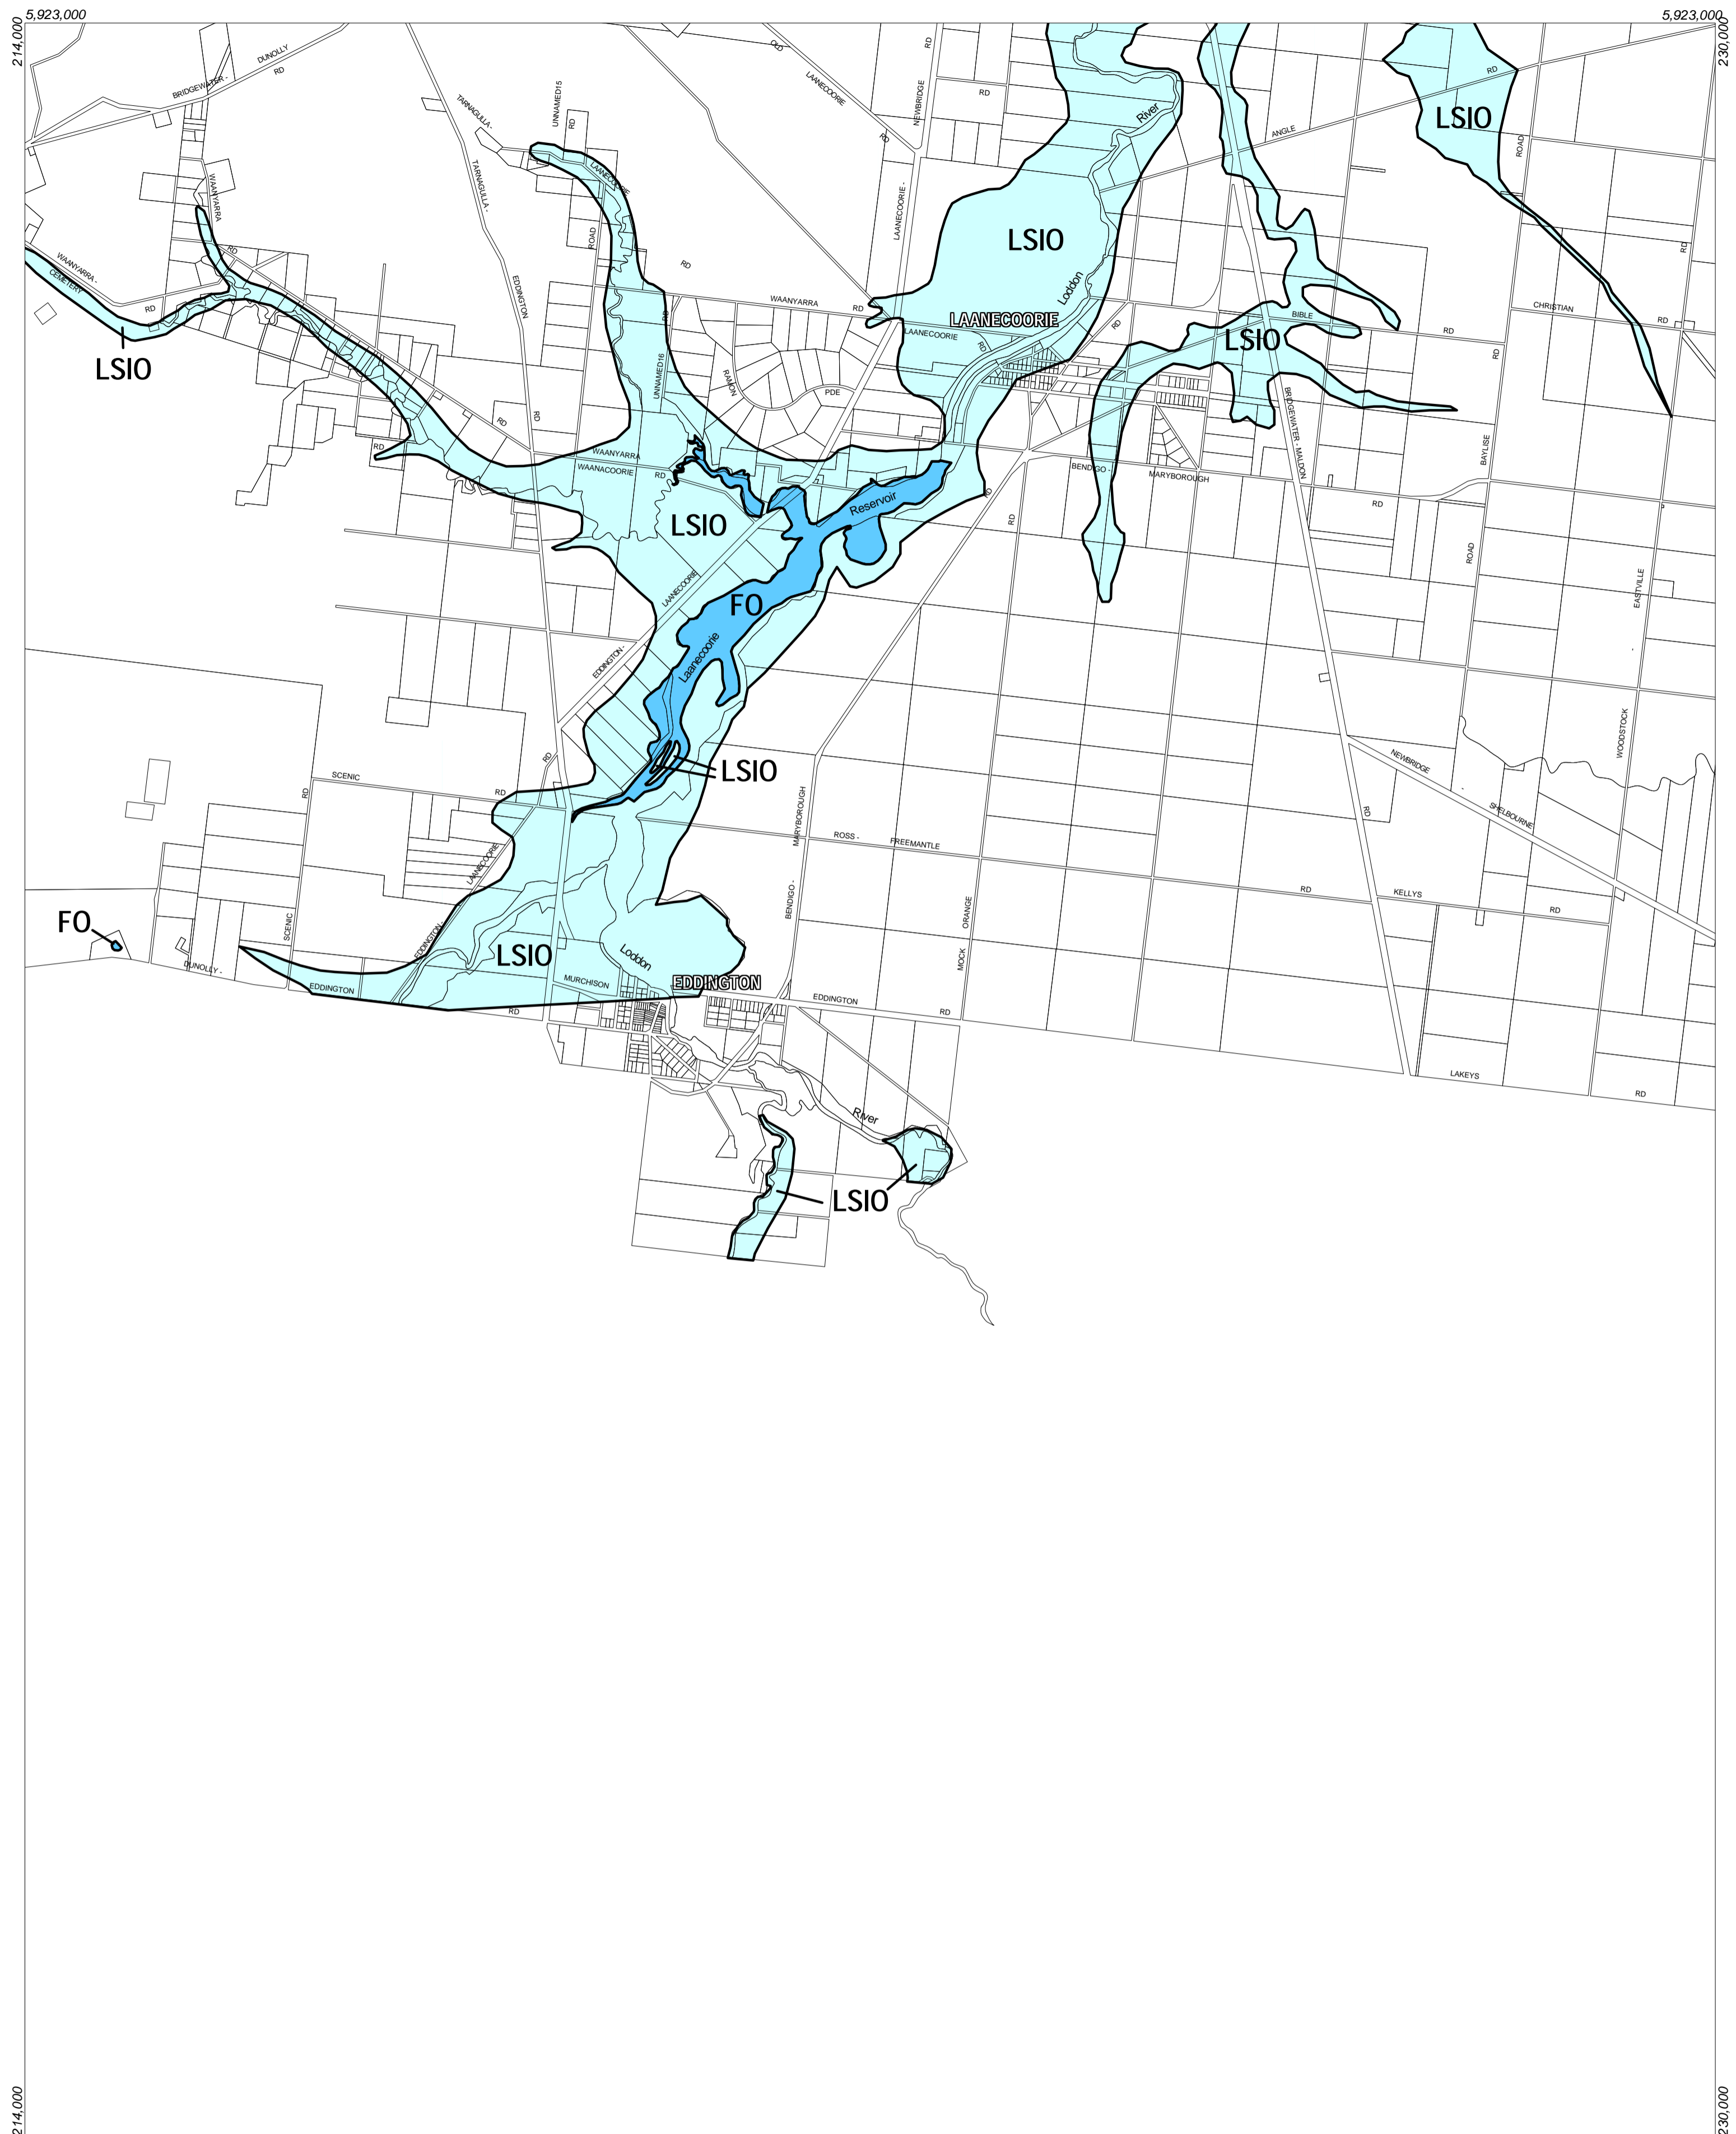 5,923,000
5,923,000
214,000
230,000
DUNOLLY
RD
BRIDGEWATER -
OLD
LAANECOORIE
RD
NEWBRIDGE
RD
RD
LAANECOORIE -
TARNAGULLA -
UNNAMED15
RD
LAANECOORIE
TARNAGULLA -
EDDINGTON
RD
ROAD
RD
River
ANGLE
RD
LSIO
ROAD
LSIO
WAANYARRA
RD
WAANYARRA -
CEMETERY
RD
LSIO
RD
RD
Loddon
WAANYARRA
RD
LAANECOORIE
LAANECOORIE
RD
RD
BIBLE
RD
CHRISTIAN
RD
RD
LSIO
RD
RD
UNNAMED16
RAMON
PDE
BRIDGEWATER - MALDON
RD
BAYLISE
ROAD
WAANYARRA
WAANACOORIE
RD
BENDIGO -
MARYBOROUGH
RD
RD
RD
Reservoir
LSIO
LAANECOORIE
EDDINGTON -
FO
Laanecoorie
EASTVILLE
WOODSTOCK
NEWBRIDGE
-
SHELBOURNE
LSIO
SCENIC
RD
RD
RD
SCENIC
MARYBOROUGH
BENDIGO -
ROSS -
FREEMANTLE
RD
KELLYS
RD
ORANGE
MOCK
LAANECOORIE
EDDINGTON -
FO
DUNOLLY -
EDDINGTON
RD
LSIO
Loddon
MURCHISON
EDDINGTON
EDDINGTON
RD
LAKEYS
RD
River
LSIO
214,000
230,000